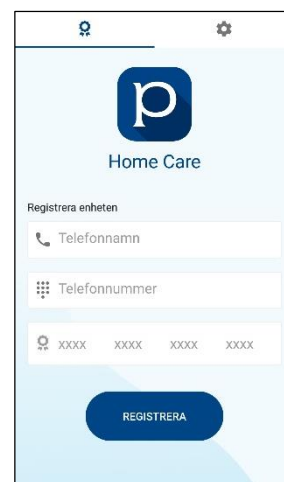 p
Home Care
Registrera enheten
Telefonnamn
Telefonnummer
xxxx xxxx xxxx xxxx
REGISTRERA